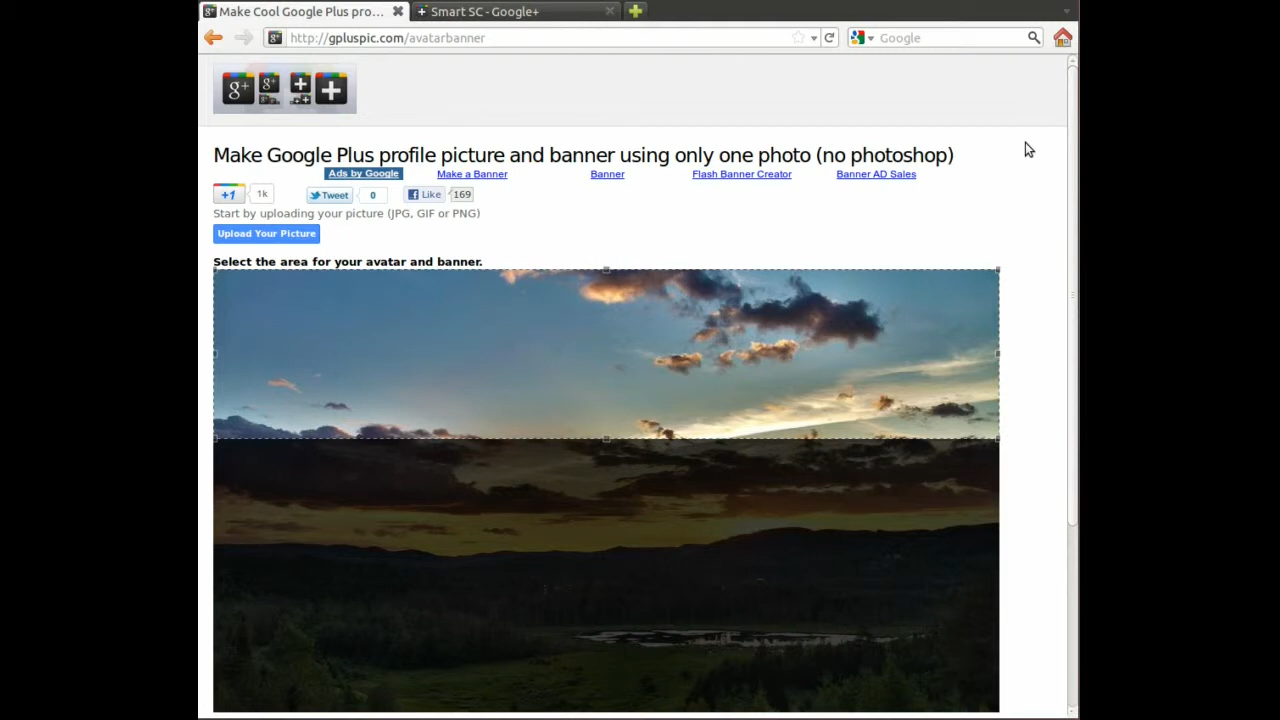 Make Cool Google Plus pro... Smart SC - Google+
http://gpluspic.com/avatarbanner Google
g+ g+
Make Google Plus profile picture and banner using only one photo (no photoshop)
Ads by Google Make a Banner Banner Flash Banner Creator Banner AD Sales
+1 1k Tweet 0 Like 169
Start by uploading your picture (JPG, GIF or PNG)
Upload Your Picture
Select the area for your avatar and banner.